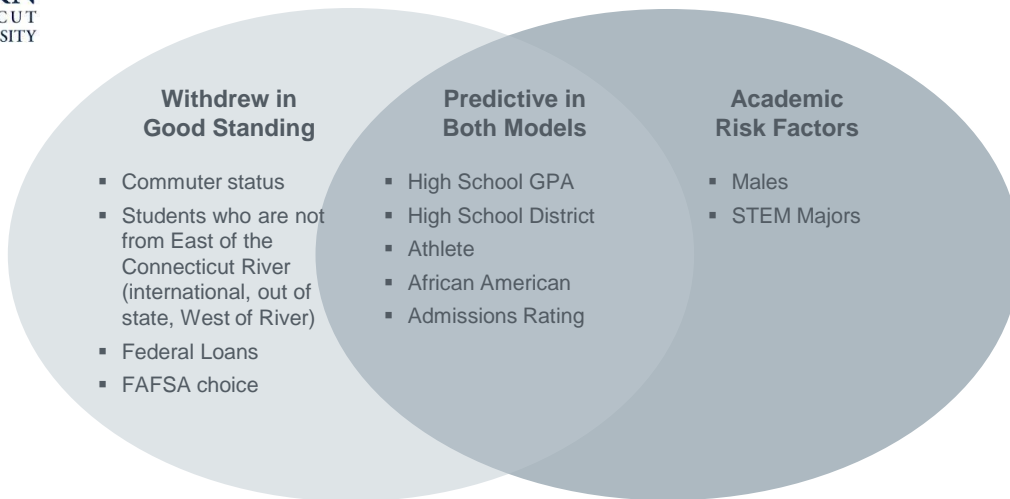 CUT
SITY
Withdrew in
Good Standing
▪ Commuter status
▪ Students who are not
from East of the
Connecticut River
(international, out of
state, West of River)
▪ Federal Loans
▪ FAFSA choice
Predictive in
Both Models
▪ High School GPA
▪ High School District
▪ Athlete
▪ African American
▪ Admissions Rating
Academic
Risk Factors
▪ Males
▪ STEM Majors